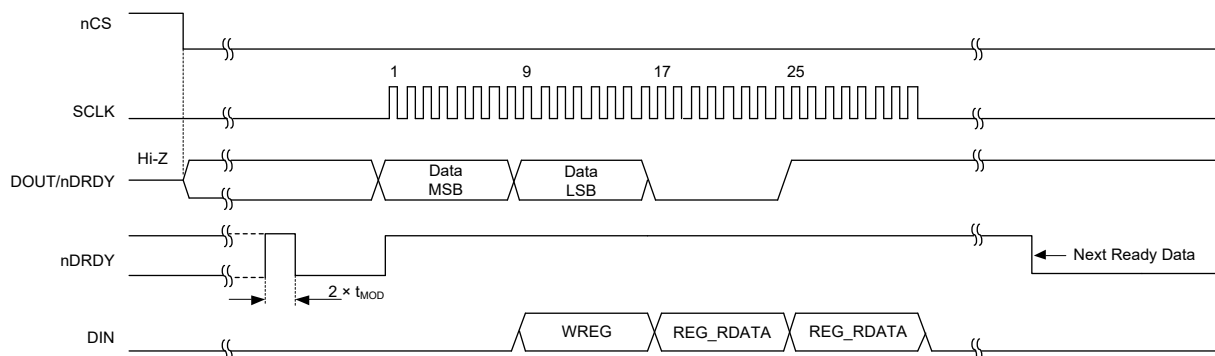 nCS
1 9 17 25
SCLK
Hi-Z
DOUT/nDRDY
Data
MSB
Data
LSB
nDRDY
Next Ready Data
2 × tMOD
DIN
WREG
REG_RDATA
REG_RDATA